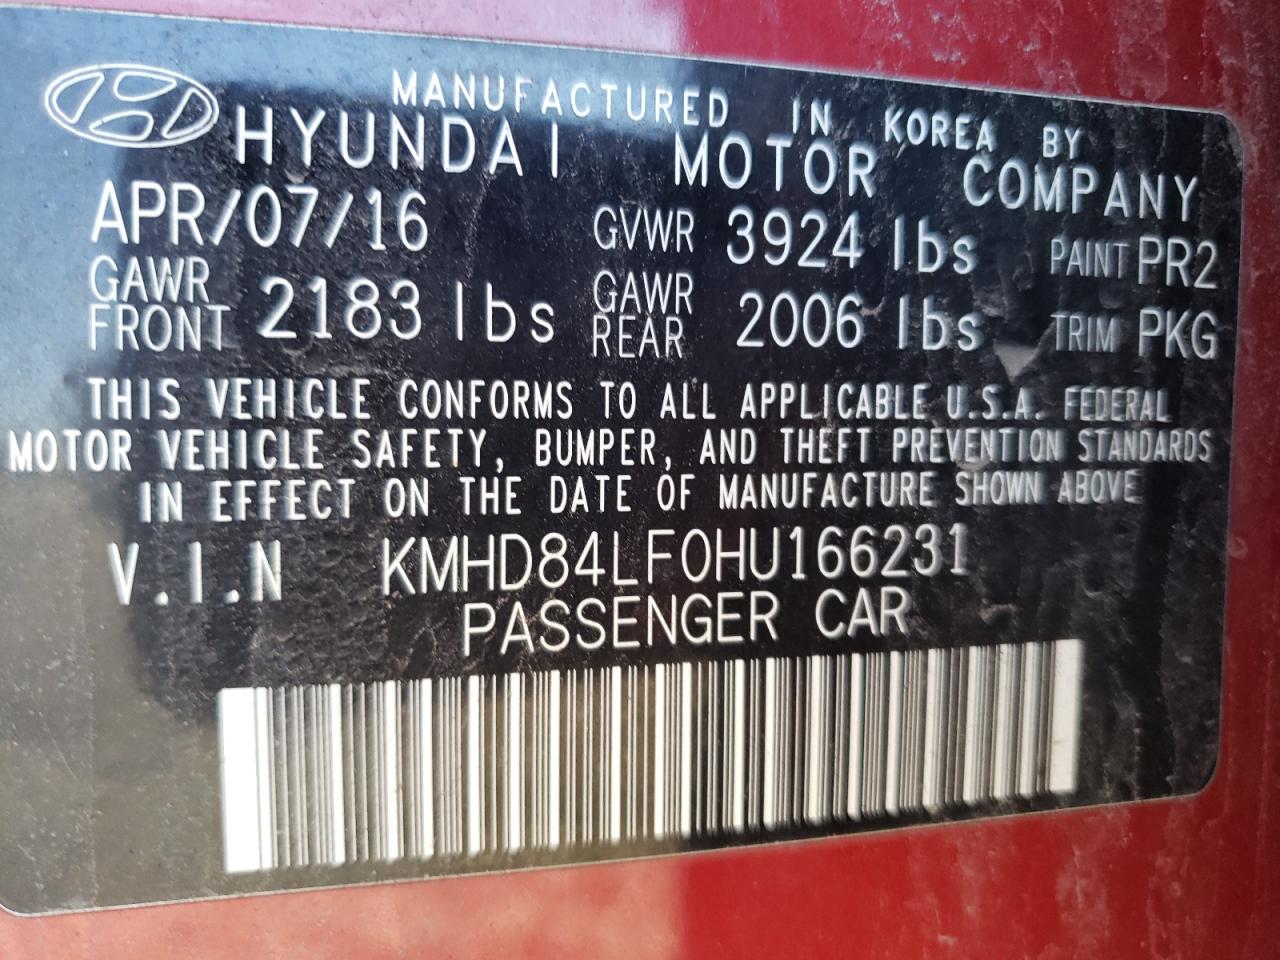 MANUFACTURED IN KOREA BY
HYUNDAI MOTOR COMPANY
APR/07/16 GVWR 3924 lbs PAINT PR2
GAWR FRONT 2183 lbs GAWR REAR 2006 lbs TRIM PKG
THIS VEHICLE CONFORMS TO ALL APPLICABLE U.S.A. FEDERAL
MOTOR VEHICLE SAFETY, BUMPER, AND THEFT PREVENTION STANDARDS
IN EFFECT ON THE DATE OF MANUFACTURE SHOWN ABOVE
V.I.N KMHD84LF0HU166231
PASSENGER CAR